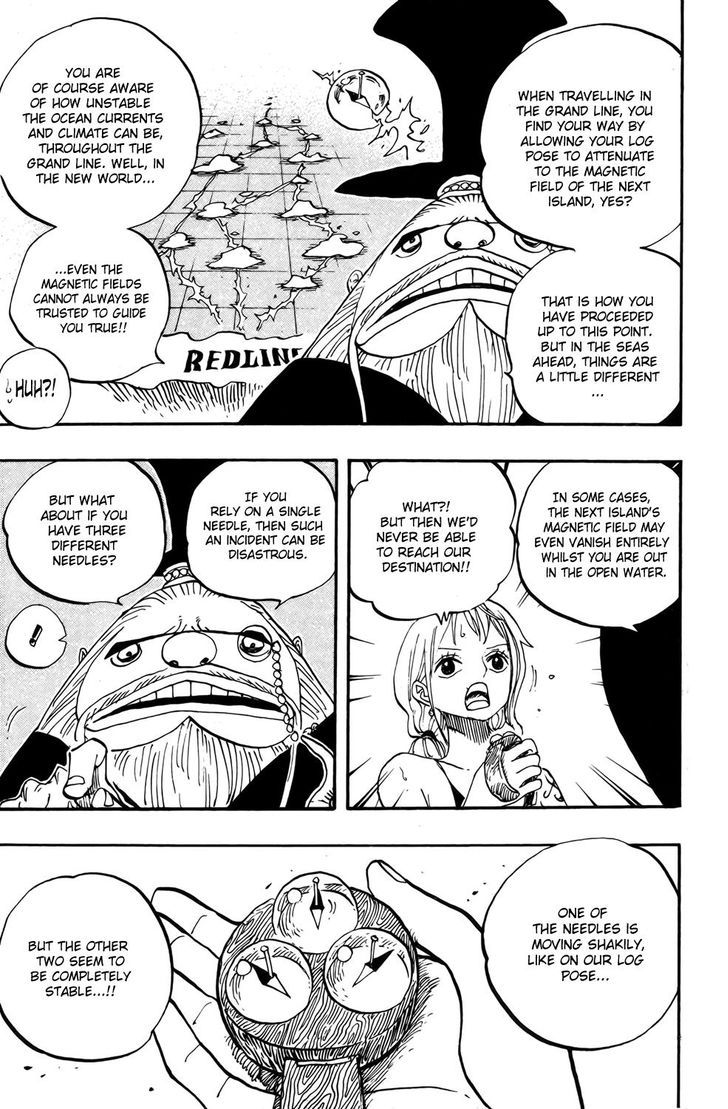 WHEN TRAVELLING IN
THE GRAND LINE, YOU
FIND YOUR WAY BY
ALLOWING YOUR LOG
POSE TO ATTENUATE
TO THE MAGNETIC
FIELD OF THE NEXT
ISLAND, YES?
THAT IS HOW YOU
HAVE PROCEEDED
UP TO THIS POINT.
BUT IN THE SEAS
AHEAD, THINGS ARE
A LITTLE DIFFERENT
...
YOU ARE
OF COURSE AWARE
OF HOW UNSTABLE
THE OCEAN CURRENTS
AND CLIMATE CAN BE,
THROUGHOUT THE
GRAND LINE. WELL, IN
THE NEW WORLD...
...EVEN THE
MAGNETIC FIELDS
CANNOT ALWAYS BE
TRUSTED TO GUIDE
YOU TRUE!!
REDLINE
HUH?!
IN SOME CASES,
THE NEXT ISLAND'S
MAGNETIC FIELD MAY
EVEN VANISH ENTIRELY
WHILST YOU ARE OUT
IN THE OPEN WATER.
WHAT?!
BUT THEN WE'D
NEVER BE ABLE
TO REACH OUR
DESTINATION!!
IF YOU
RELY ON A SINGLE
NEEDLE, THEN SUCH
AN INCIDENT CAN BE
DISASTROUS.
BUT WHAT
ABOUT IF YOU
HAVE THREE
DIFFERENT
NEEDLES?
!
ONE OF
THE NEEDLES IS
MOVING SHAKILY,
LIKE ON OUR LOG
POSE...
BUT THE OTHER
TWO SEEM TO
BE COMPLETELY
STABLE...!!